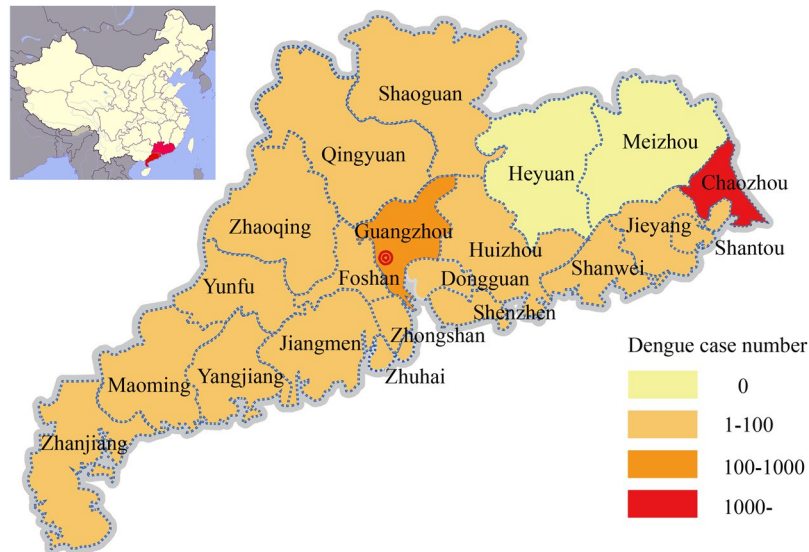 Shaoguan
Meizhou
Qingyuan
Heyuan
Chaozhou
Zhaoqing
Guangzhou
Jieyang
Huizhou
Shantou
Foshan
Dongguan
Shanwei
Yunfu
Shenzhen
Zhongshan
Jiangmen
Zhuhai
Yangjiang
Maoming
Zhanjiang
Dengue case number
0
1-100
100-1000
1000-